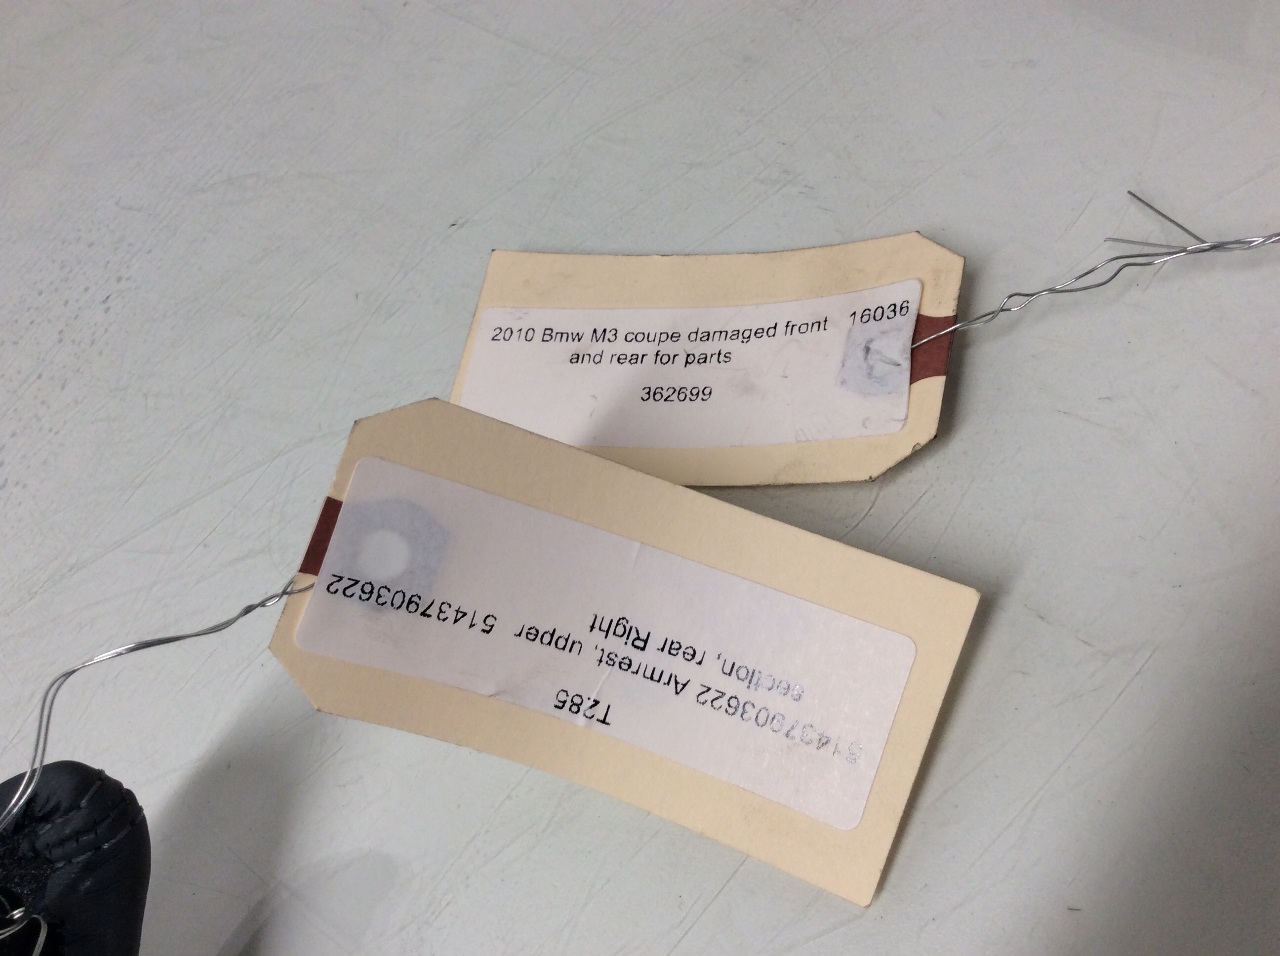 2010 Bmw M3 coupe damaged front 16036
and rear for parts
362699
T285
51437903622 Armrest, upper 51437903622
section, rear Right